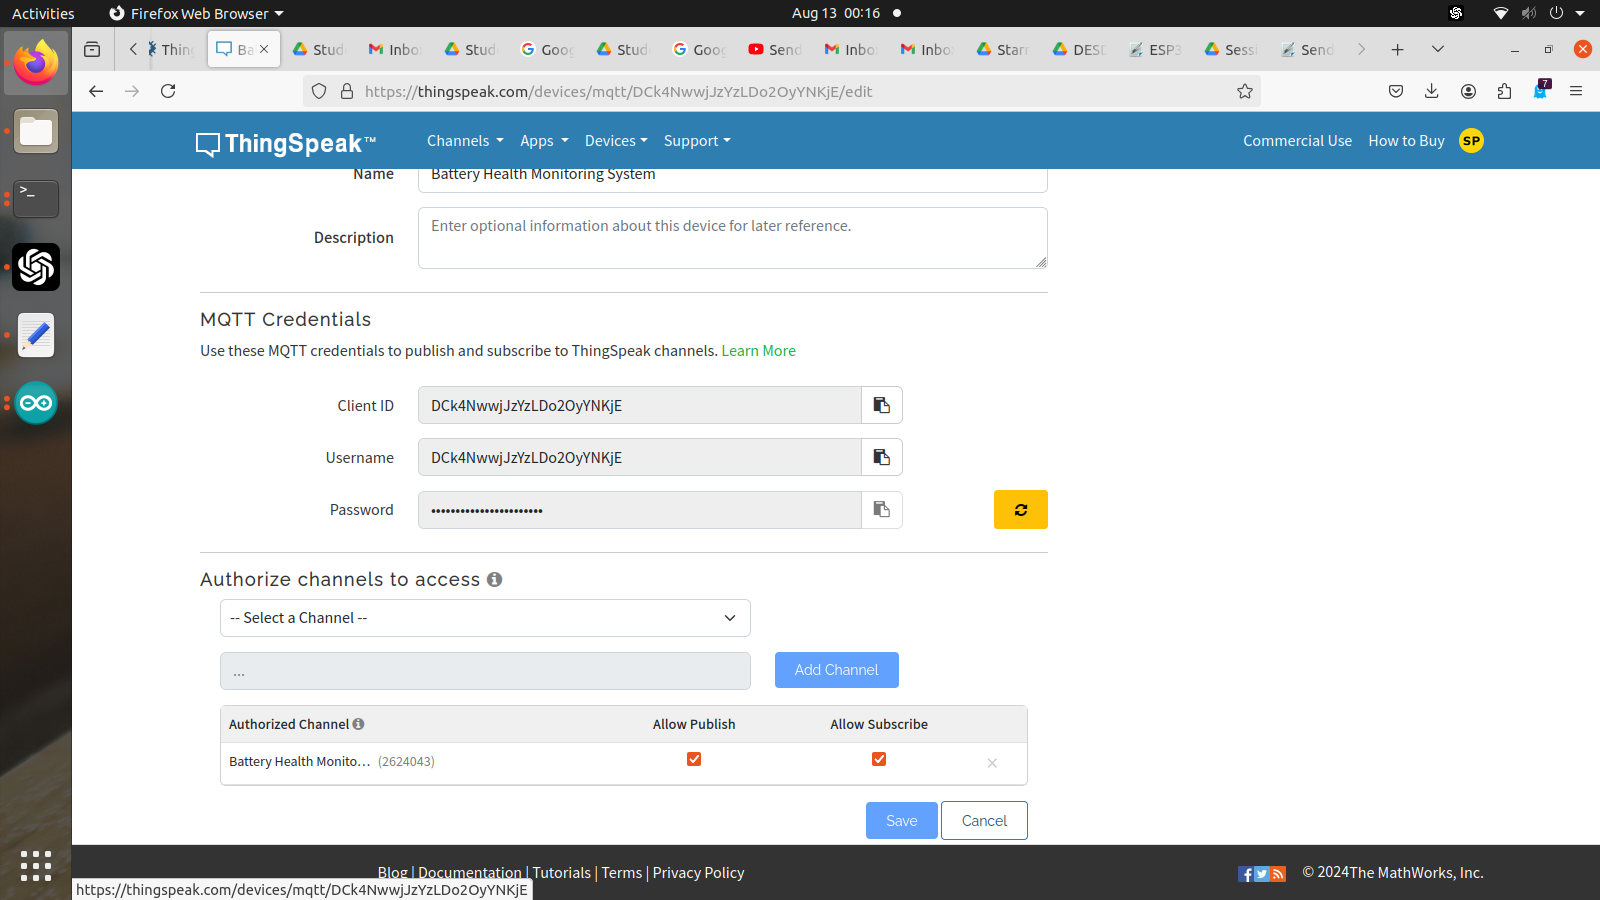 Activities
Firefox Web Browser
Aug 13 00:16
Thing
Ba
Stud
Inbo
Stud
Goo
Stud
Goo
Send
Inbo
Inbo
Starr
DESD
ESP3
Sessi
Send
7
https://thingspeak.com/devices/mqtt/DCk4NwwjJzYzLDo2OyYNKjE/edit
ThingSpeak™
Channels
Apps
Devices
Support
Commercial Use
How to Buy
SP
Name
Battery Health Monitoring System
Description
Enter optional information about this device for later reference.
MQTT Credentials
Use these MQTT credentials to publish and subscribe to ThingSpeak channels. Learn More
Client ID
DCk4NwwjJzYzLDo2OyYNKjE
Username
DCk4NwwjJzYzLDo2OyYNKjE
Password
•••••••••••••••••••••••
Authorize channels to access
-- Select a Channel --
...
Add Channel
Authorized Channel
Allow Publish
Allow Subscribe
Battery Health Monito… (2624043)
Save
Cancel
Blog | Documentation | Tutorials | Terms | Privacy Policy
© 2024The MathWorks, Inc.
https://thingspeak.com/devices/mqtt/DCk4NwwjJzYzLDo2OyYNKjE